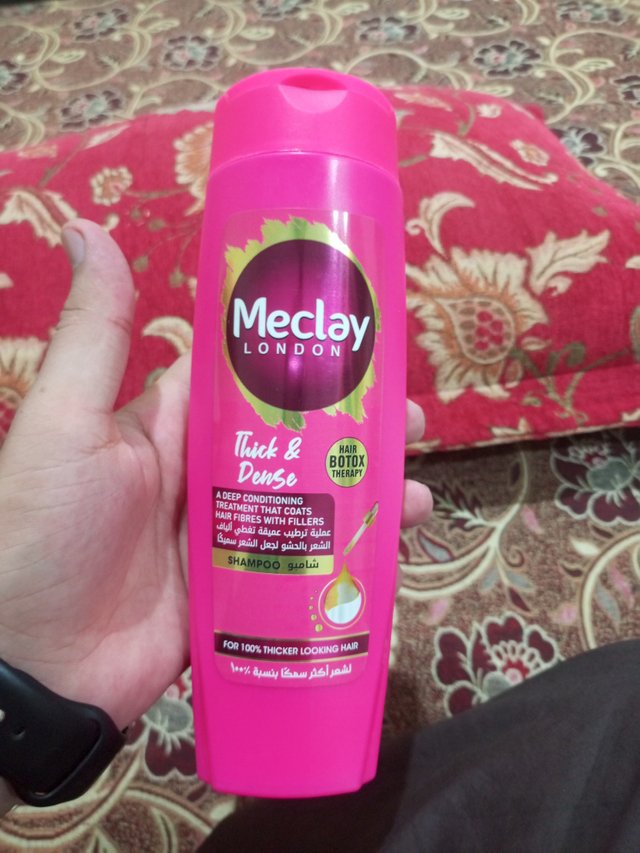 Meclay
LONDON
Thick &
Dense
HAIR
BOTOX
THERAPY
A DEEP CONDITIONING
TREATMENT THAT COATS
HAIR FIBRES WITH FILLERS
عملية ترطيب عميقة تغطي ألياف
الشعر بالحشو لجعل الشعر سميكًا
SHAMPOO شامبو
FOR 100% THICKER LOOKING HAIR
لشعر أكثر سمكًا بنسبة ١٠٠%